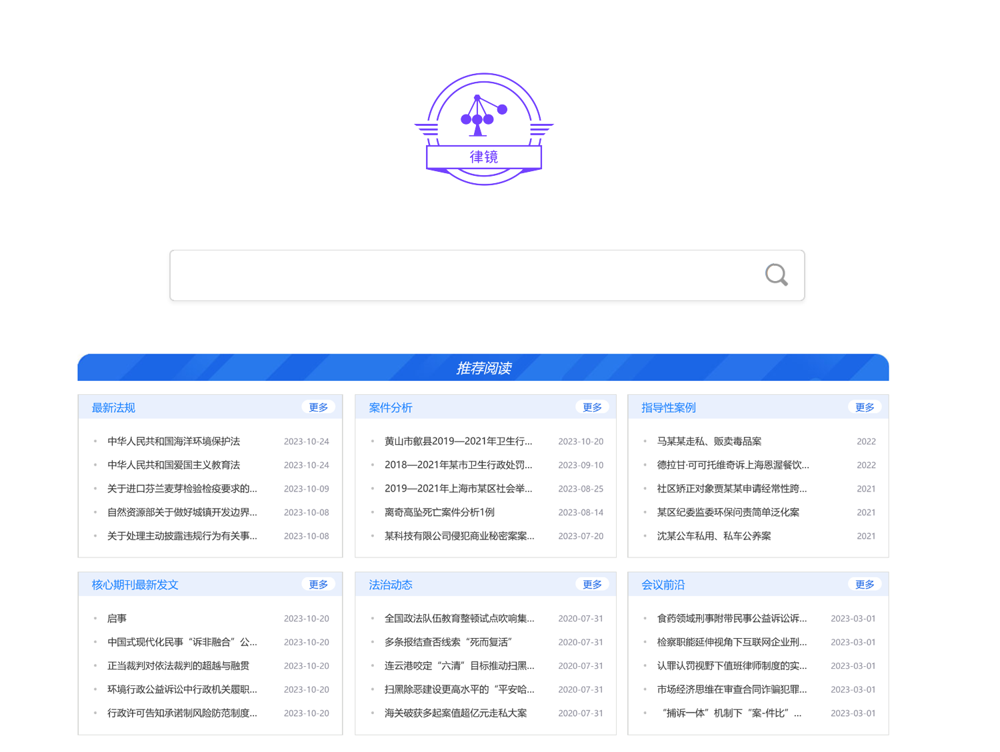 律镜
推荐阅读
最新法规 更多
中华人民共和国海洋环境保护法 2023-10-24
中华人民共和国爱国主义教育法 2023-10-24
关于进口芬兰麦芽检验检疫要求的... 2023-10-09
自然资源部关于做好城镇开发边界... 2023-10-08
关于处理主动披露违规行为有关事... 2023-10-08
案件分析 更多
黄山市歙县2019—2021年卫生行... 2023-10-20
2018—2021年某市卫生行政处罚... 2023-09-10
2019—2021年上海市某区社会举... 2023-08-25
离奇高坠死亡案件分析1例 2023-08-14
某科技有限公司侵犯商业秘密案案... 2023-07-20
指导性案例 更多
马某某走私、贩卖毒品案 2022
德拉甘·可可托维奇诉上海恩渥餐饮... 2022
社区矫正对象贾某某申请经常性跨... 2021
某区纪委监委环保问责简单泛化案 2021
沈某公车私用、私车公养案 2021
核心期刊最新发文 更多
启事 2023-10-20
中国式现代化民事“诉非融合”公... 2023-10-20
正当裁判对依法裁判的超越与融贯 2023-10-20
环境行政公益诉讼中行政机关履职... 2023-10-20
行政许可告知承诺制风险防范制度... 2023-10-20
法治动态 更多
全国政法队伍教育整顿试点吹响集... 2020-07-31
多条报结查否线索“死而复活” 2020-07-31
连云港咬定“六清”目标推动扫黑... 2020-07-31
扫黑除恶建设更高水平的“平安哈... 2020-07-31
海关破获多起案值超亿元走私大案 2020-07-31
会议前沿 更多
食药领域刑事附带民事公益诉讼诉... 2023-03-01
检察职能延伸视角下互联网企业刑... 2023-03-01
认罪认罚视野下值班律师制度的实... 2023-03-01
市场经济思维在审查合同诈骗犯罪... 2023-03-01
“捕诉一体”机制下“案-件比”... 2023-03-01